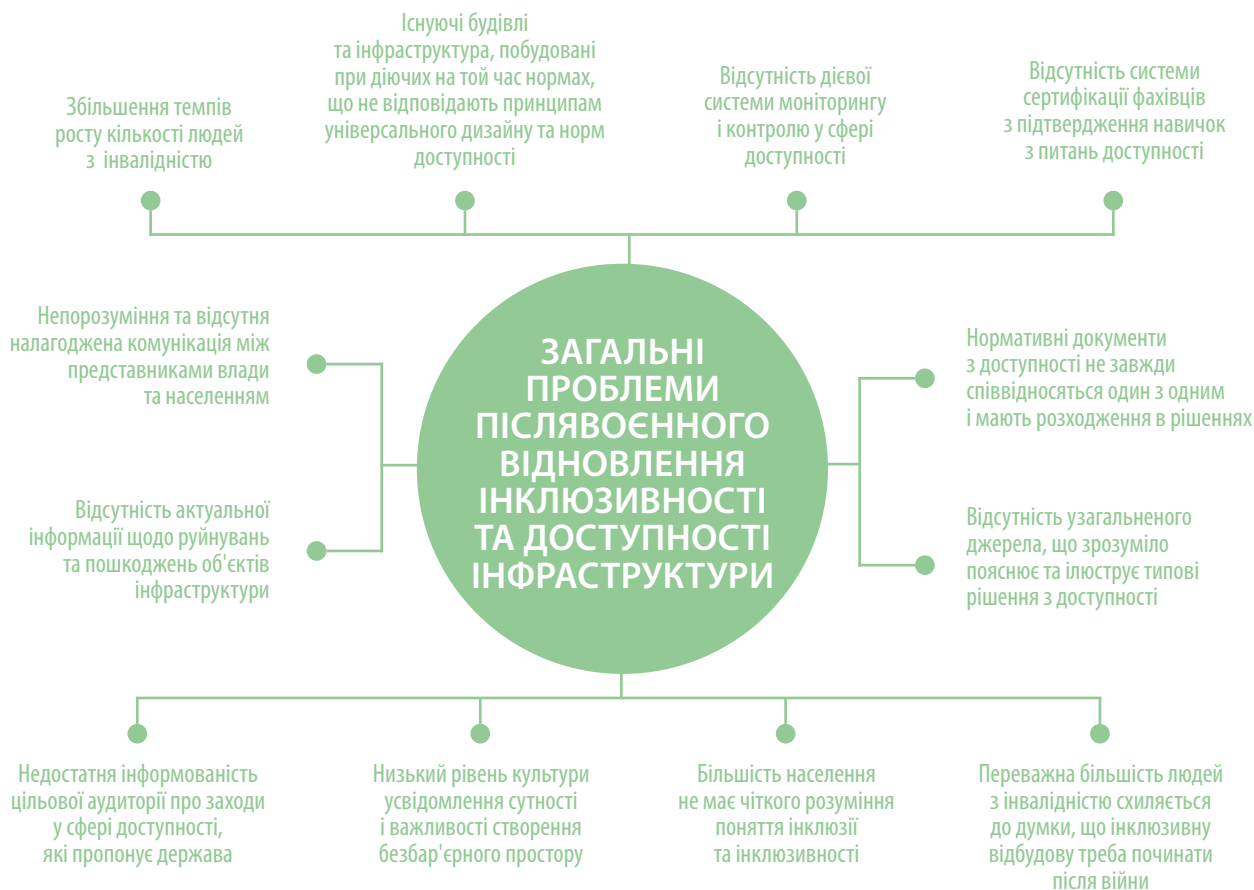 Збільшення темпів
росту кількості людей
з інвалідністю
Існуючі будівлі
та інфраструктура, побудовані
при діючих на той час нормах,
що не відповідають принципам
універсального дизайну та норм
доступності
Відсутність дієвої
системи моніторингу
і контролю у сфері
доступності
Відсутність системи
сертифікації фахівців
з підтвердження навичок
з питань доступності
Непорозуміння та відсутня
налагоджена комунікація між
представниками влади
та населенням
Відсутність актуальної
інформації щодо руйнувань
та пошкоджень об'єктів
інфраструктури
ЗАГАЛЬНІ
ПРОБЛЕМИ
ПІСЛЯВОЄННОГО
ВІДНОВЛЕННЯ
ІНКЛЮЗИВНОСТІ
ТА ДОСТУПНОСТІ
ІНФРАСТРУКТУРИ
Нормативні документи
з доступності не завжди
співвідносяться один з одним
і мають розходження в рішеннях
Відсутність узагальненого
джерела, що зрозуміло
пояснює та ілюструє типові
рішення з доступності
Недостатня інформованість
цільової аудиторії про заходи
у сфері доступності,
які пропонує держава
Низький рівень культури
усвідомлення сутності
і важливості створення
безбар'єрного простору
Більшість населення
не має чіткого розуміння
поняття інклюзії
та інклюзивності
Переважна більшість людей
з інвалідністю схиляється
до думки, що інклюзивну
відбудову треба починати
після війни